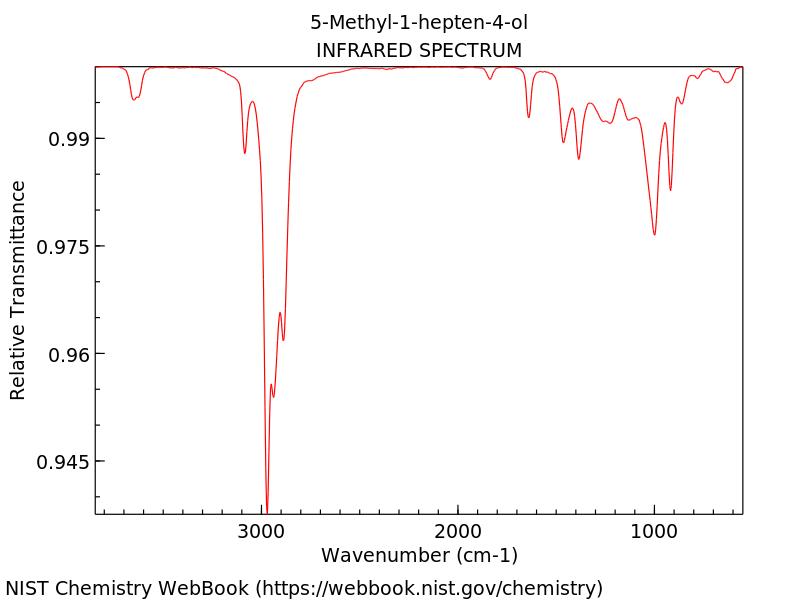 5-Methyl-1-hepten-4-ol
INFRARED SPECTRUM
0.99
0.975
0.96
0.945
Relative Transmittance
3000 2000 1000
Wavenumber (cm-1)
NIST Chemistry WebBook (https://webbook.nist.gov/chemistry)